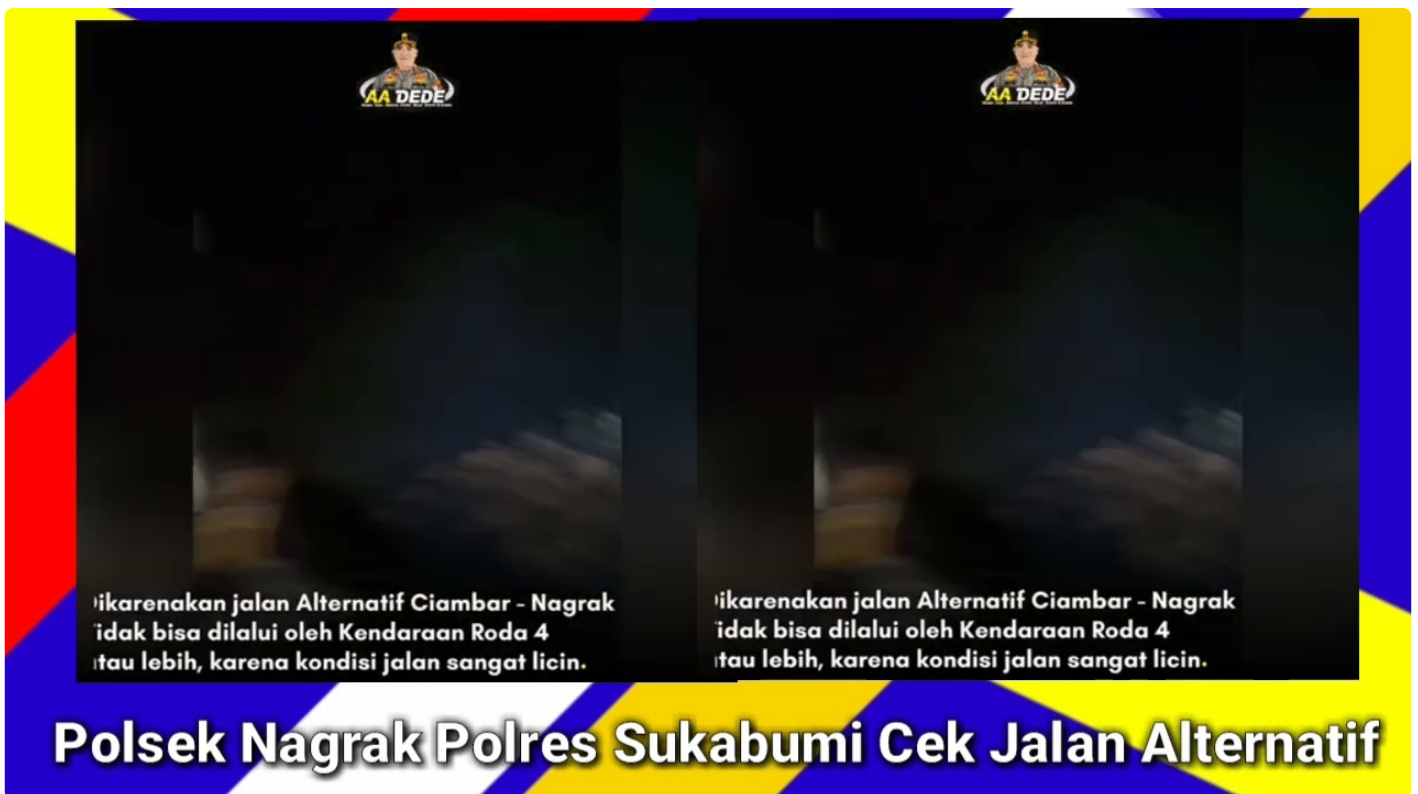 AA DEDE
AA DEDE
ikarenakan jalan Alternatif Ciambar - Nagrak
idak bisa dilalui oleh Kendaraan Roda 4
tau lebih, karena kondisi jalan sangat licin.
ikarenakan jalan Alternatif Ciambar - Nagrak
idak bisa dilalui oleh Kendaraan Roda 4
tau lebih, karena kondisi jalan sangat licin.
Polsek Nagrak Polres Sukabumi Cek Jalan Alternatif